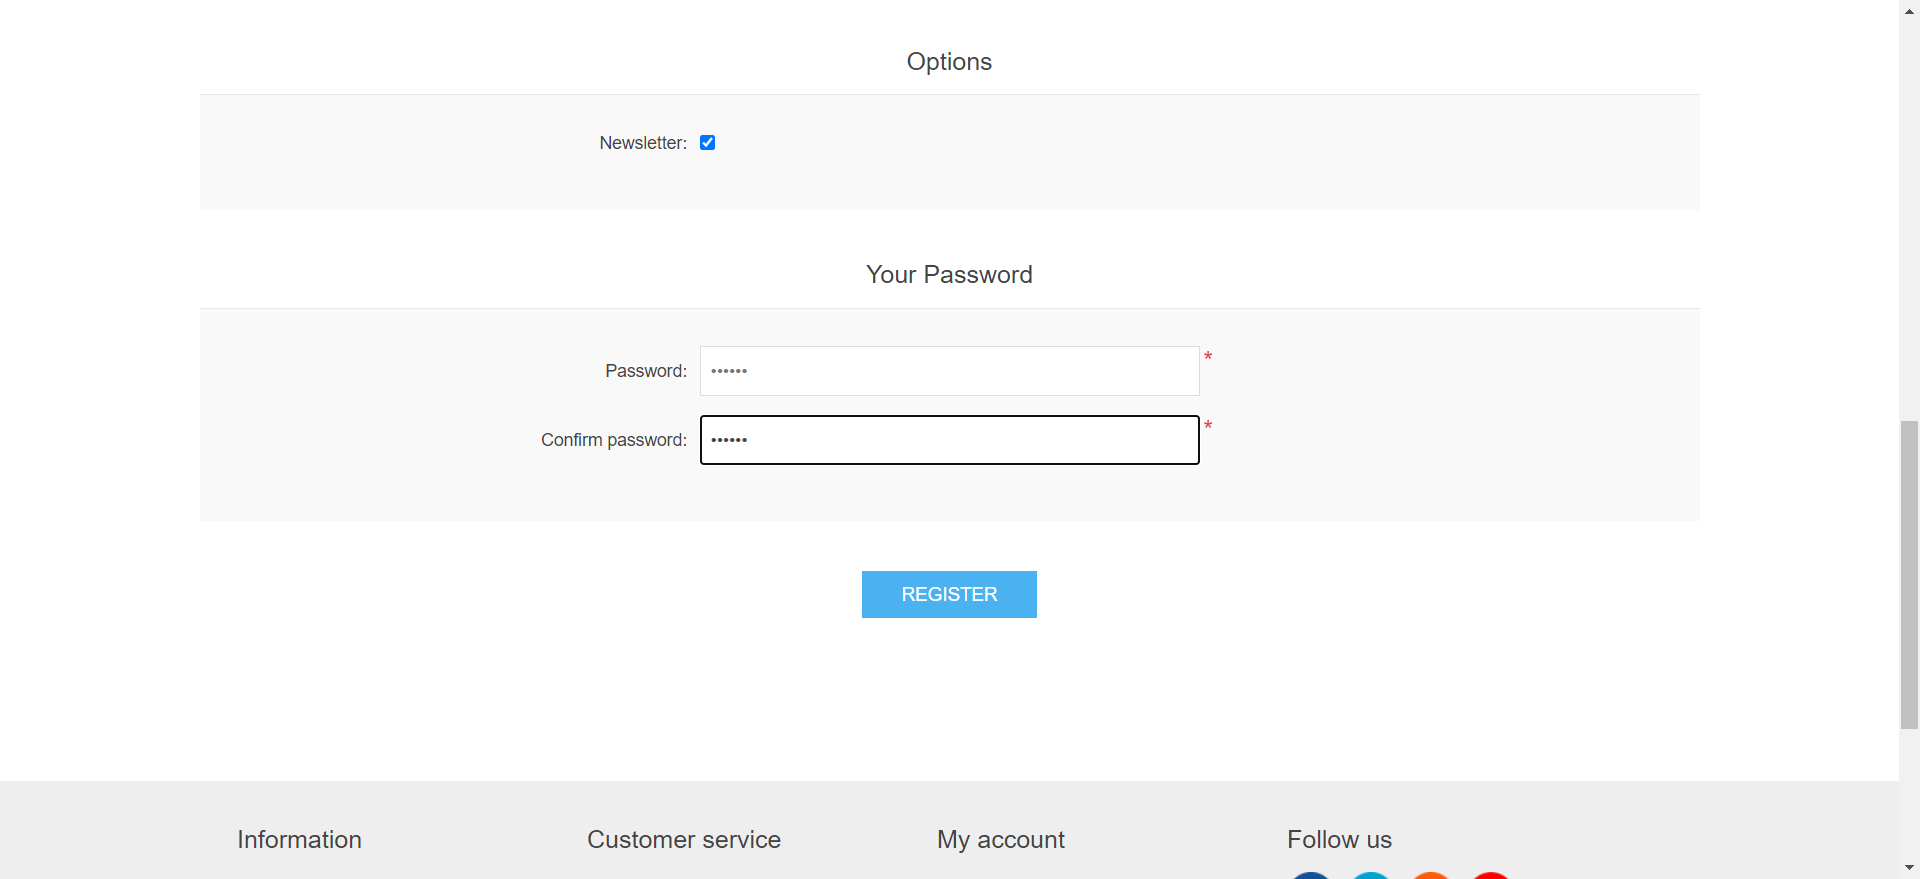 Options
Newsletter:
Your Password
Password: •••••• *
Confirm password: •••••• *
REGISTER
Information Customer service My account Follow us